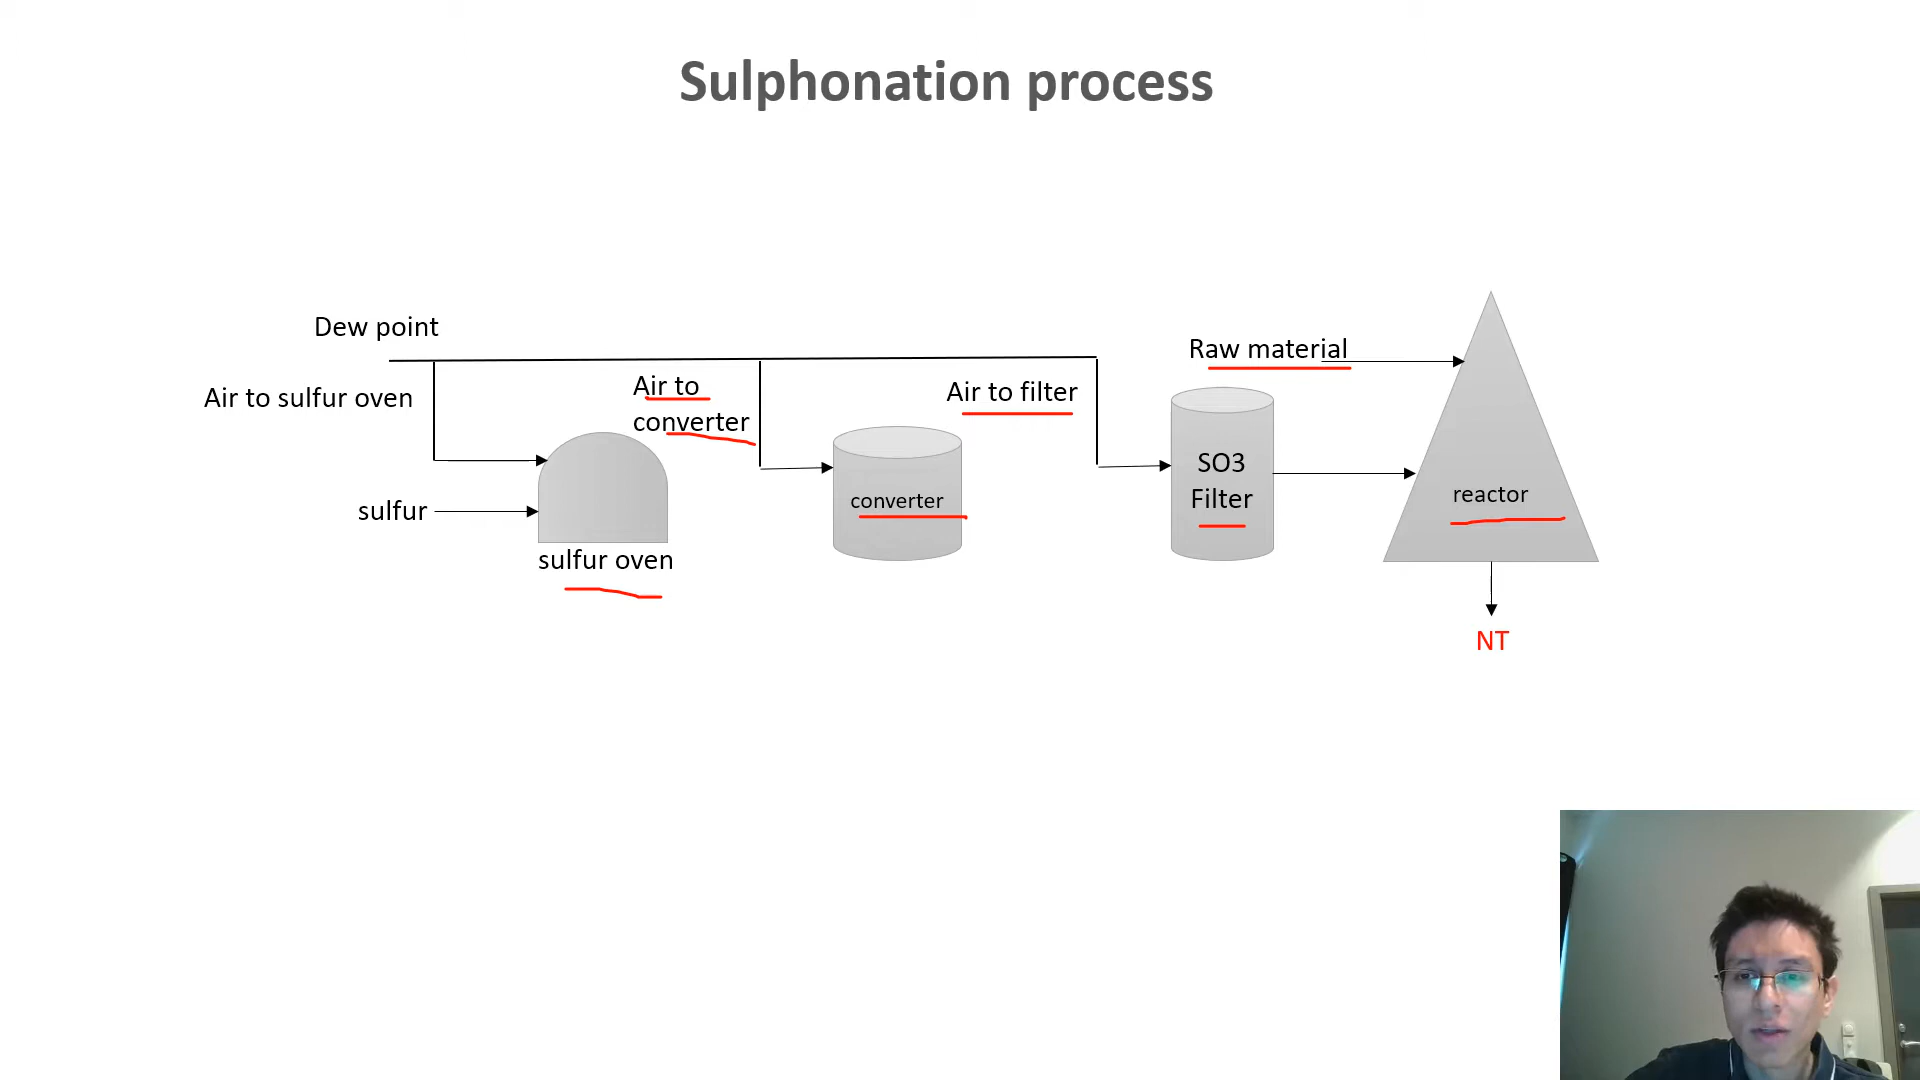 Sulphonation process
Dew point
Air to sulfur oven
Air to
converter
Air to filter
Raw material
SO3
Filter
converter
reactor
sulfur
sulfur oven
NT